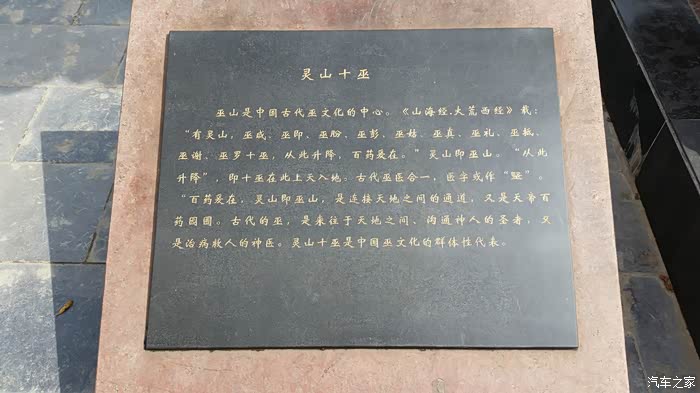 灵山十巫
巫山是中国古代巫文化的中心。《山海经.大荒西经》载：
“有灵山，巫咸、巫即、巫肦、巫彭、巫姑、巫真、巫礼、巫抵、
巫谢、巫罗十巫，从此升降，百药爰在。”灵山即巫山。“从此
升降”，即十巫在此上天入地。古代巫医合一，医字或作“毉”。
“百药爰在，灵山即巫山，是连接天地之间的通道，又是天帝百
药园圃。古代的巫，是来往于天地之间、沟通神人的圣者，又
是治病救人的神医。灵山十巫是中国巫文化的群体性代表。
汽车之家